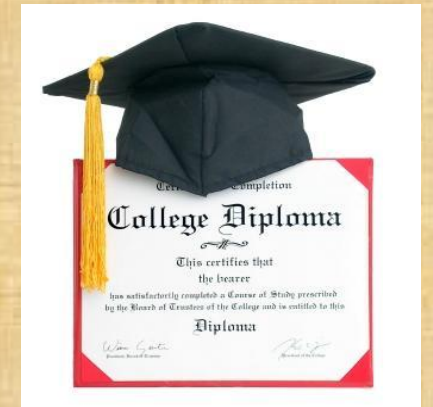 Completion
College Diploma
This certifies that
the bearer
has satisfactorily completed a Course of Study prescribed
by the Board of Trustees of the College and is entitled to this
Diploma